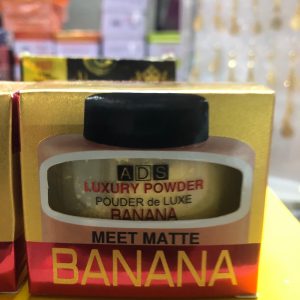 ADS
LUXURY POWDER
POUDER de LUXE
BANANA
MEET MATTE
BANANA